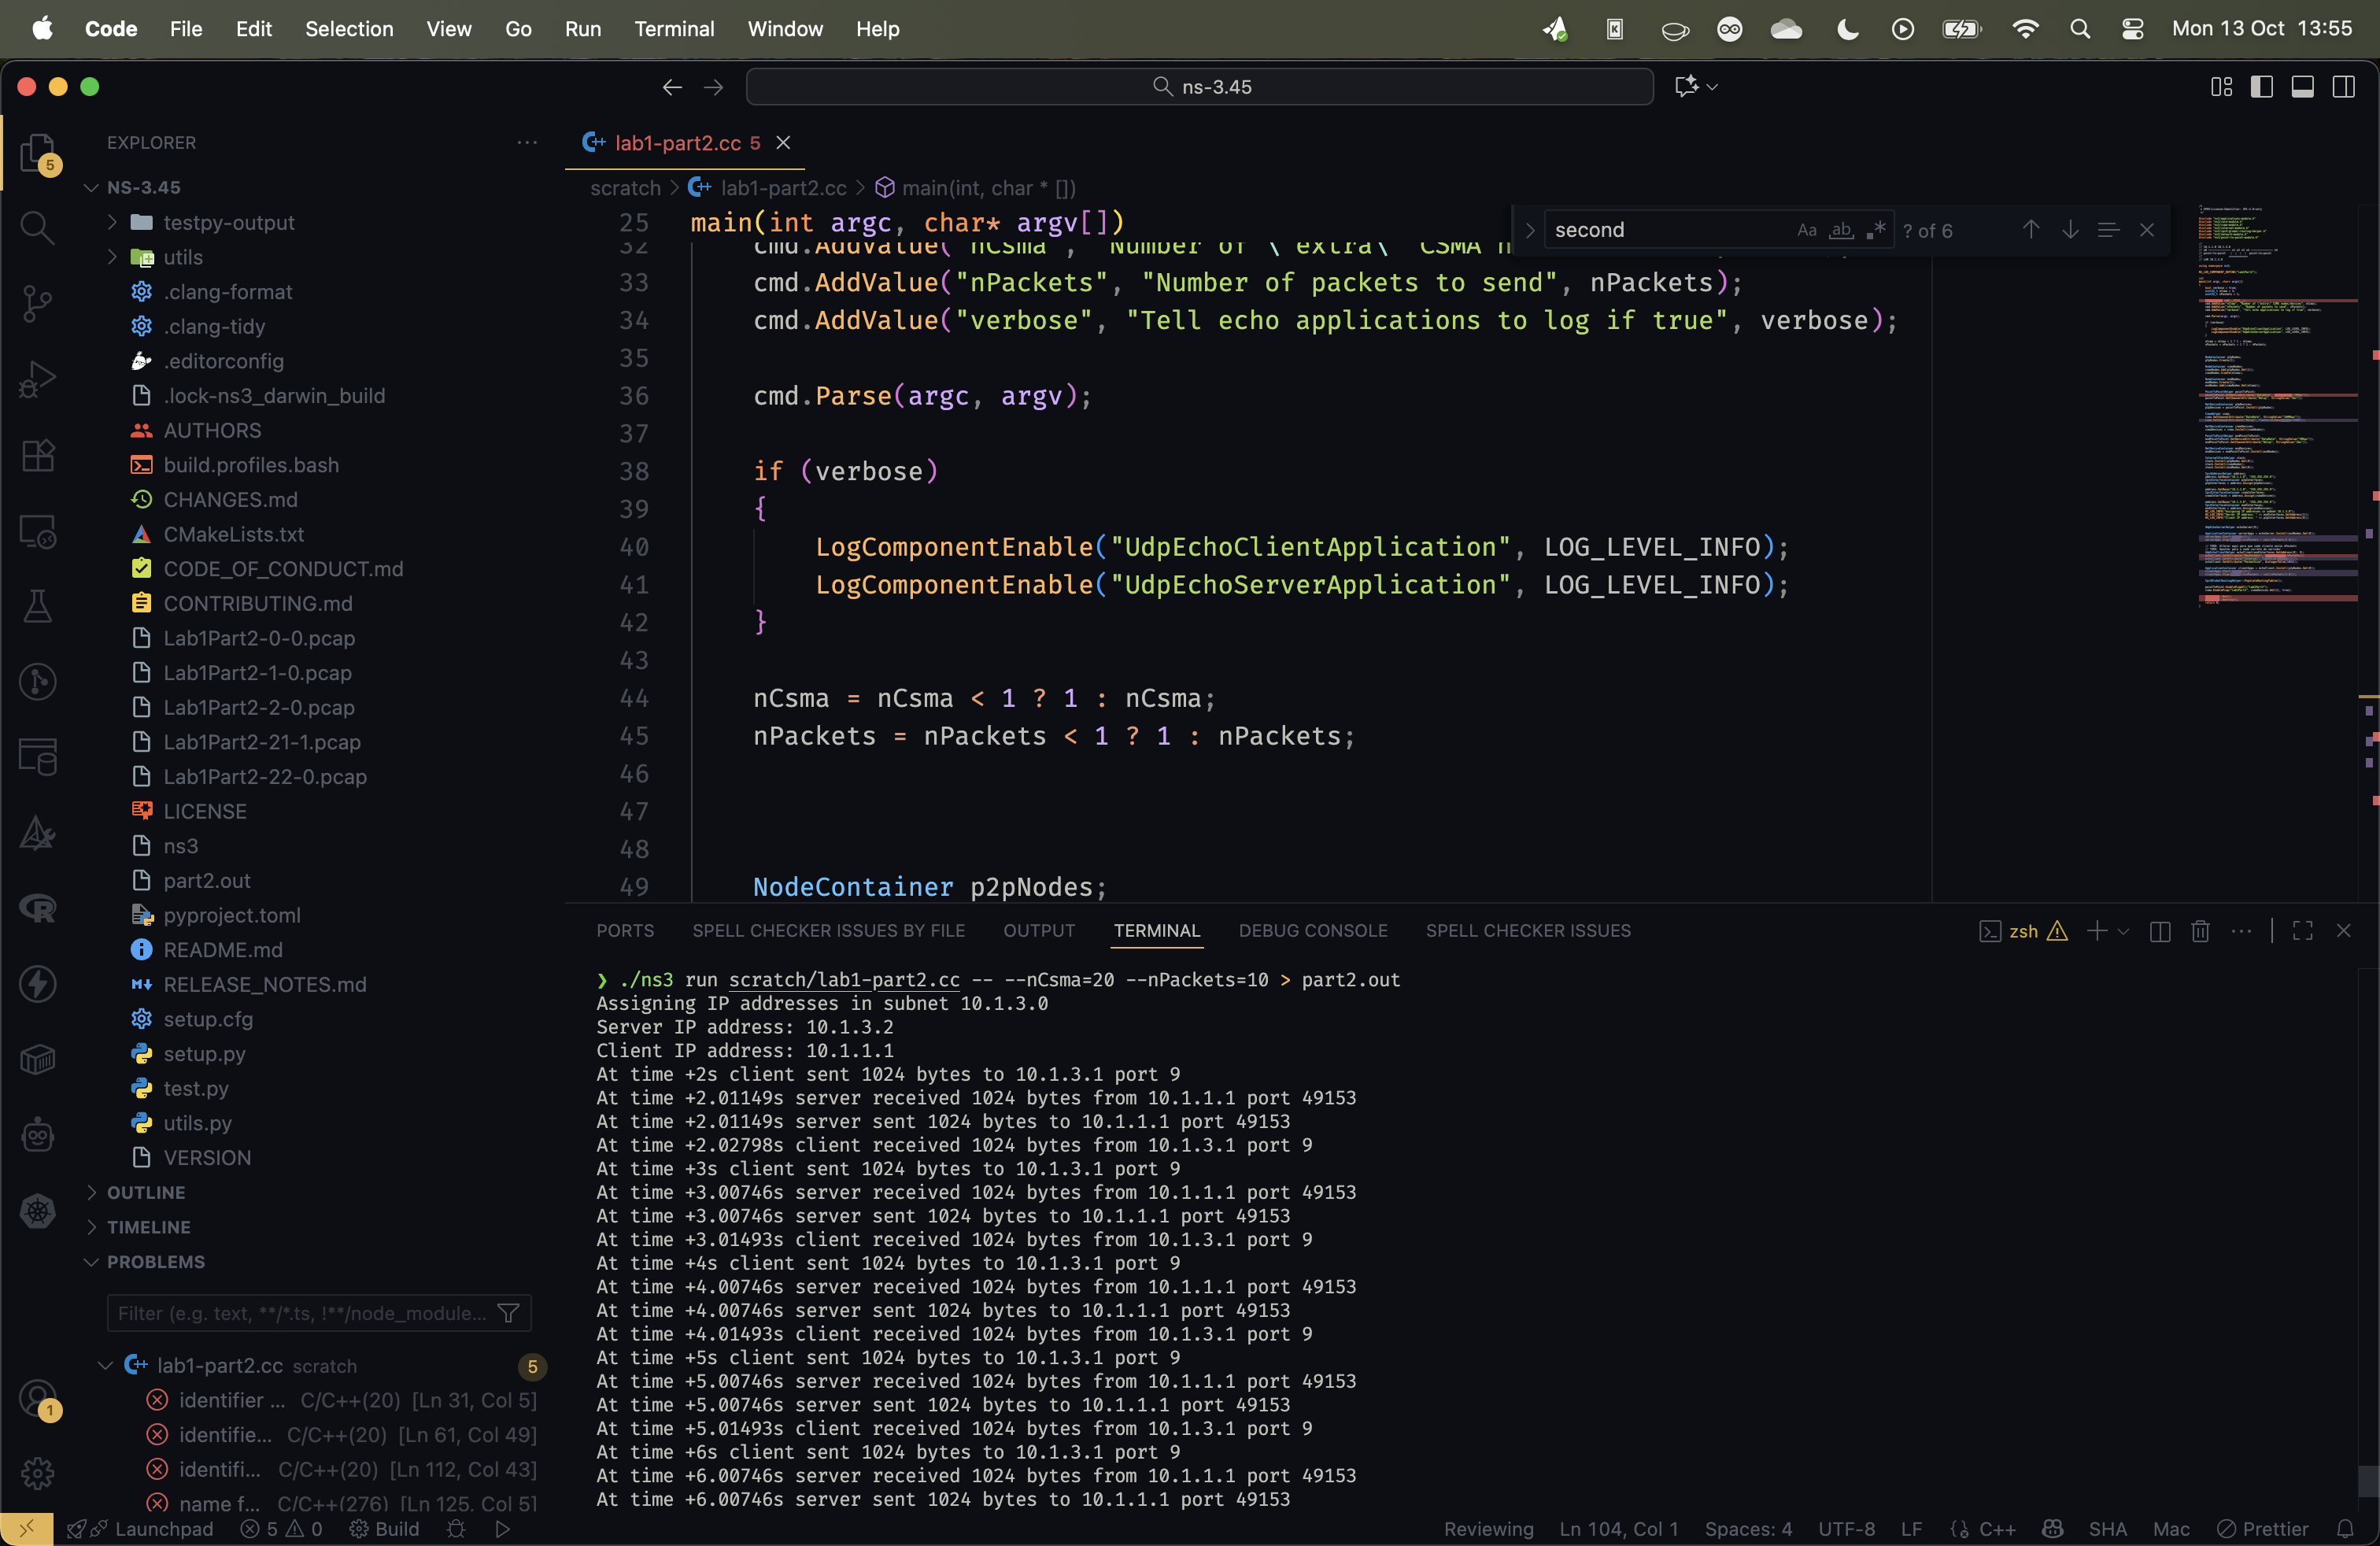 Code File Edit Selection View Go Run Terminal Window Help Mon 13 Oct 13:55
ns-3.45
EXPLORER
5
NS-3.45
testpy-output
utils
.clang-format
.clang-tidy
.editorconfig
.lock-ns3_darwin_build
AUTHORS
build.profiles.bash
CHANGES.md
CMakeLists.txt
CODE_OF_CONDUCT.md
CONTRIBUTING.md
Lab1Part2-0-0.pcap
Lab1Part2-1-0.pcap
Lab1Part2-2-0.pcap
Lab1Part2-21-1.pcap
Lab1Part2-22-0.pcap
LICENSE
ns3
part2.out
pyproject.toml
README.md
RELEASE_NOTES.md
setup.cfg
setup.py
test.py
utils.py
VERSION
OUTLINE
TIMELINE
PROBLEMS
Filter (e.g. text, **/*.ts, !**/node_module...
lab1-part2.cc scratch 5
identifier ... C/C++(20) [Ln 31, Col 5]
identifie... C/C++(20) [Ln 61, Col 49]
identifi... C/C++(20) [Ln 112, Col 43]
name f... C/C++(276) [Ln 125, Col 5]
1
lab1-part2.cc 5
scratch > lab1-part2.cc > main(int, char * [])
second Aa ab ? of 6
25 main(int argc, char* argv[])
32 cmd.AddValue("nCsma", "Number of \"extra\" CSMA n
33 cmd.AddValue("nPackets", "Number of packets to send", nPackets);
34 cmd.AddValue("verbose", "Tell echo applications to log if true", verbose);
35
36 cmd.Parse(argc, argv);
37
38 if (verbose)
39 {
40 LogComponentEnable("UdpEchoClientApplication", LOG_LEVEL_INFO);
41 LogComponentEnable("UdpEchoServerApplication", LOG_LEVEL_INFO);
42 }
43
44 nCsma = nCsma < 1 ? 1 : nCsma;
45 nPackets = nPackets < 1 ? 1 : nPackets;
46
47
48
49 NodeContainer p2pNodes;
PORTS SPELL CHECKER ISSUES BY FILE OUTPUT TERMINAL DEBUG CONSOLE SPELL CHECKER ISSUES zsh
❯ ./ns3 run scratch/lab1-part2.cc -- --nCsma=20 --nPackets=10 > part2.out
Assigning IP addresses in subnet 10.1.3.0
Server IP address: 10.1.3.2
Client IP address: 10.1.1.1
At time +2s client sent 1024 bytes to 10.1.3.1 port 9
At time +2.01149s server received 1024 bytes from 10.1.1.1 port 49153
At time +2.01149s server sent 1024 bytes to 10.1.1.1 port 49153
At time +2.02798s client received 1024 bytes from 10.1.3.1 port 9
At time +3s client sent 1024 bytes to 10.1.3.1 port 9
At time +3.00746s server received 1024 bytes from 10.1.1.1 port 49153
At time +3.00746s server sent 1024 bytes to 10.1.1.1 port 49153
At time +3.01493s client received 1024 bytes from 10.1.3.1 port 9
At time +4s client sent 1024 bytes to 10.1.3.1 port 9
At time +4.00746s server received 1024 bytes from 10.1.1.1 port 49153
At time +4.00746s server sent 1024 bytes to 10.1.1.1 port 49153
At time +4.01493s client received 1024 bytes from 10.1.3.1 port 9
At time +5s client sent 1024 bytes to 10.1.3.1 port 9
At time +5.00746s server received 1024 bytes from 10.1.1.1 port 49153
At time +5.00746s server sent 1024 bytes to 10.1.1.1 port 49153
At time +5.01493s client received 1024 bytes from 10.1.3.1 port 9
At time +6s client sent 1024 bytes to 10.1.3.1 port 9
At time +6.00746s server received 1024 bytes from 10.1.1.1 port 49153
At time +6.00746s server sent 1024 bytes to 10.1.1.1 port 49153
Launchpad 5 0 Build Reviewing Ln 104, Col 1 Spaces: 4 UTF-8 LF C++ SHA Mac Prettier